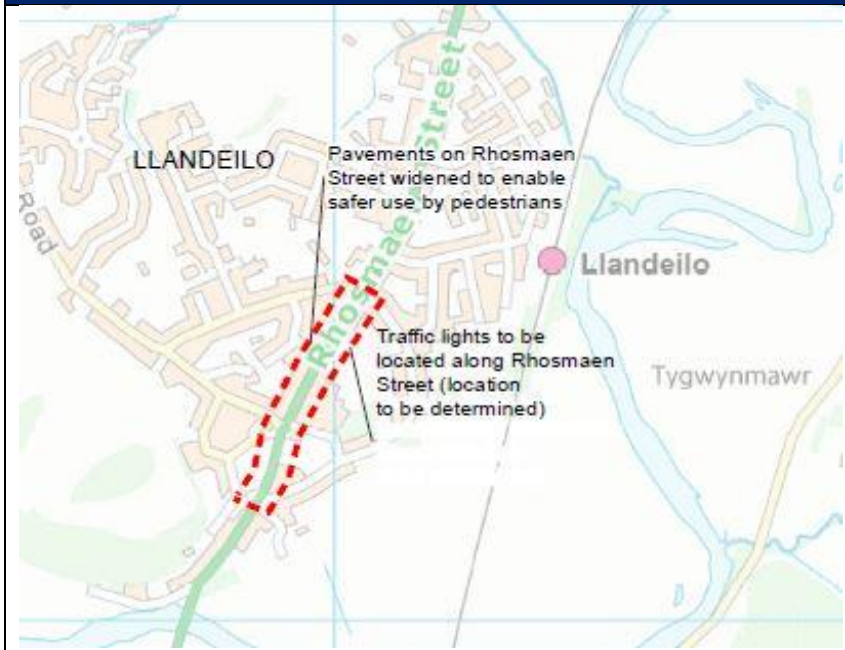 Rhosmaen Street
LLANDEILO
Pavements on Rhosmaen
Street widened to enable
safer use by pedestrians
Road
Llandeilo
Rhosmaen
Traffic lights to be
located along Rhosmaen
Street (location
to be determined)
Tygwynmawr